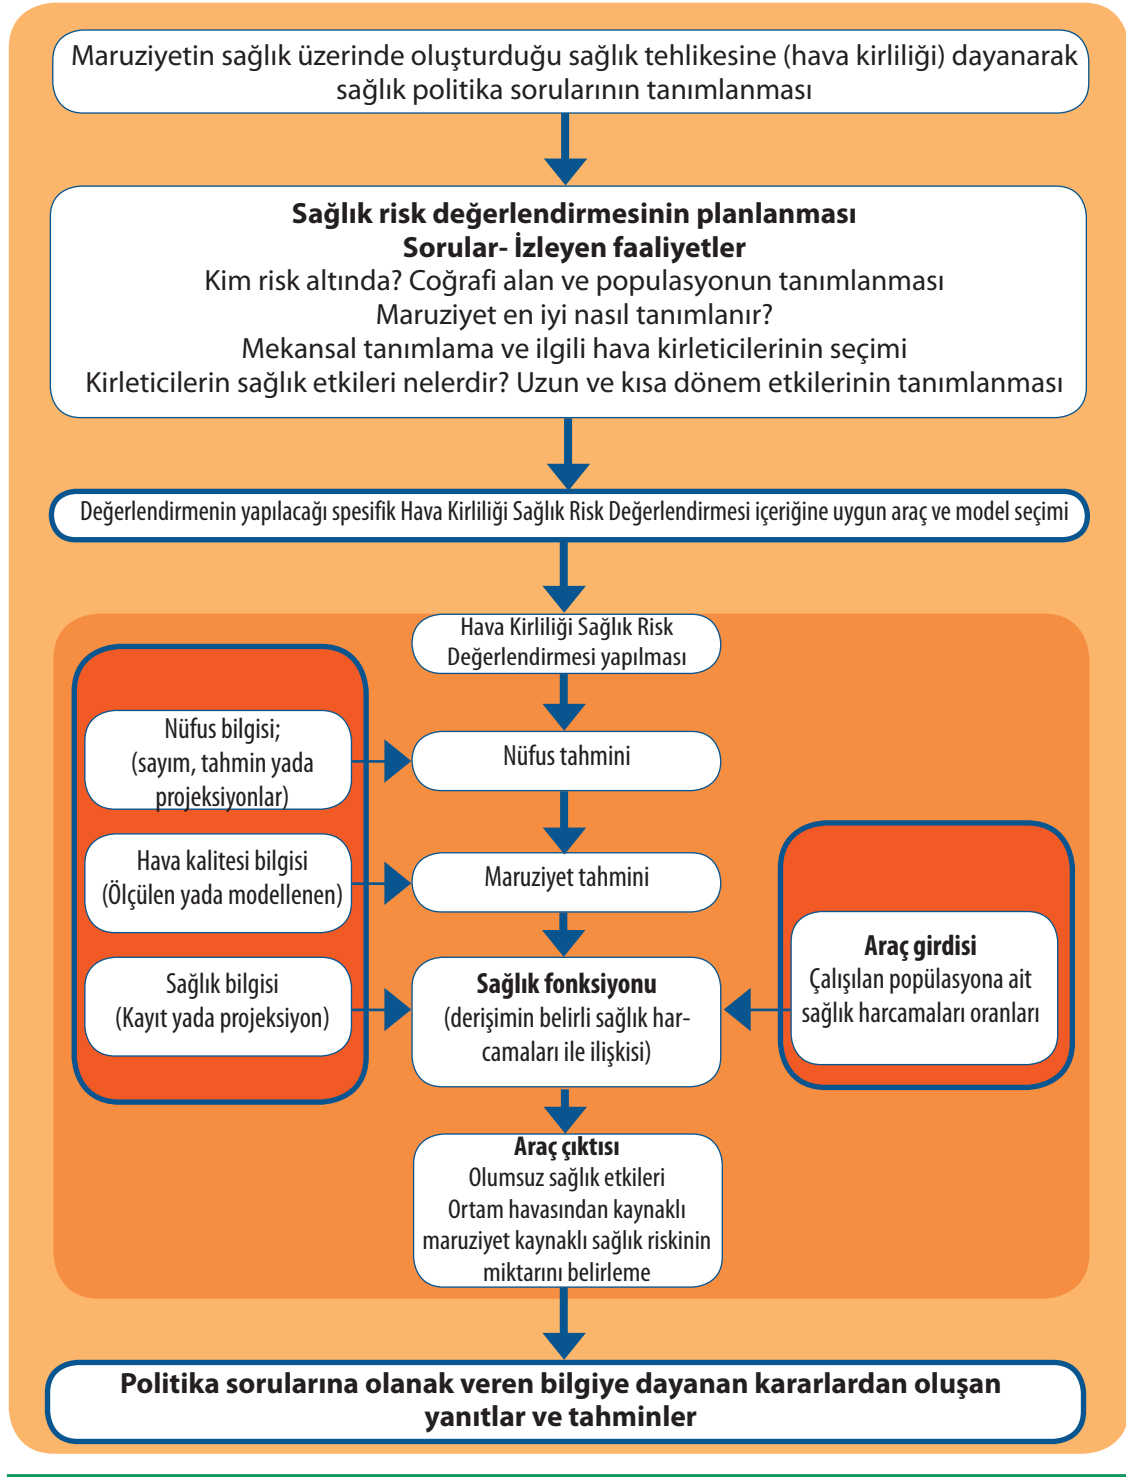 Maruziyetin sağlık üzerinde oluşturduğu sağlık tehlikesine (hava kirliliği) dayanarak
sağlık politika sorularının tanımlanması
Sağlık risk değerlendirmesinin planlanması
Sorular- İzleyen faaliyetler
Kim risk altında? Coğrafi alan ve populasyonun tanımlanması
Maruziyet en iyi nasıl tanımlanır?
Mekansal tanımlama ve ilgili hava kirleticilerinin seçimi
Kirleticilerin sağlık etkileri nelerdir? Uzun ve kısa dönem etkilerinin tanımlanması
Değerlendirmenin yapılacağı spesifik Hava Kirliliği Sağlık Risk Değerlendirmesi içeriğine uygun araç ve model seçimi
Hava Kirliliği Sağlık Risk
Değerlendirmesi yapılması
Nüfus bilgisi;
(sayım, tahmin yada
projeksiyonlar)
Nüfus tahmini
Hava kalitesi bilgisi
(Ölçülen yada modellenen)
Maruziyet tahmini
Sağlık bilgisi
(Kayıt yada projeksiyon)
Sağlık fonksiyonu
(derişimin belirli sağlık har-
camaları ile ilişkisi)
Araç girdisi
Çalışılan popülasyona ait
sağlık harcamaları oranları
Araç çıktısı
Olumsuz sağlık etkileri
Ortam havasından kaynaklı
maruziyet kaynaklı sağlık riskinin
miktarını belirleme
Politika sorularına olanak veren bilgiye dayanan kararlardan oluşan
yanıtlar ve tahminler